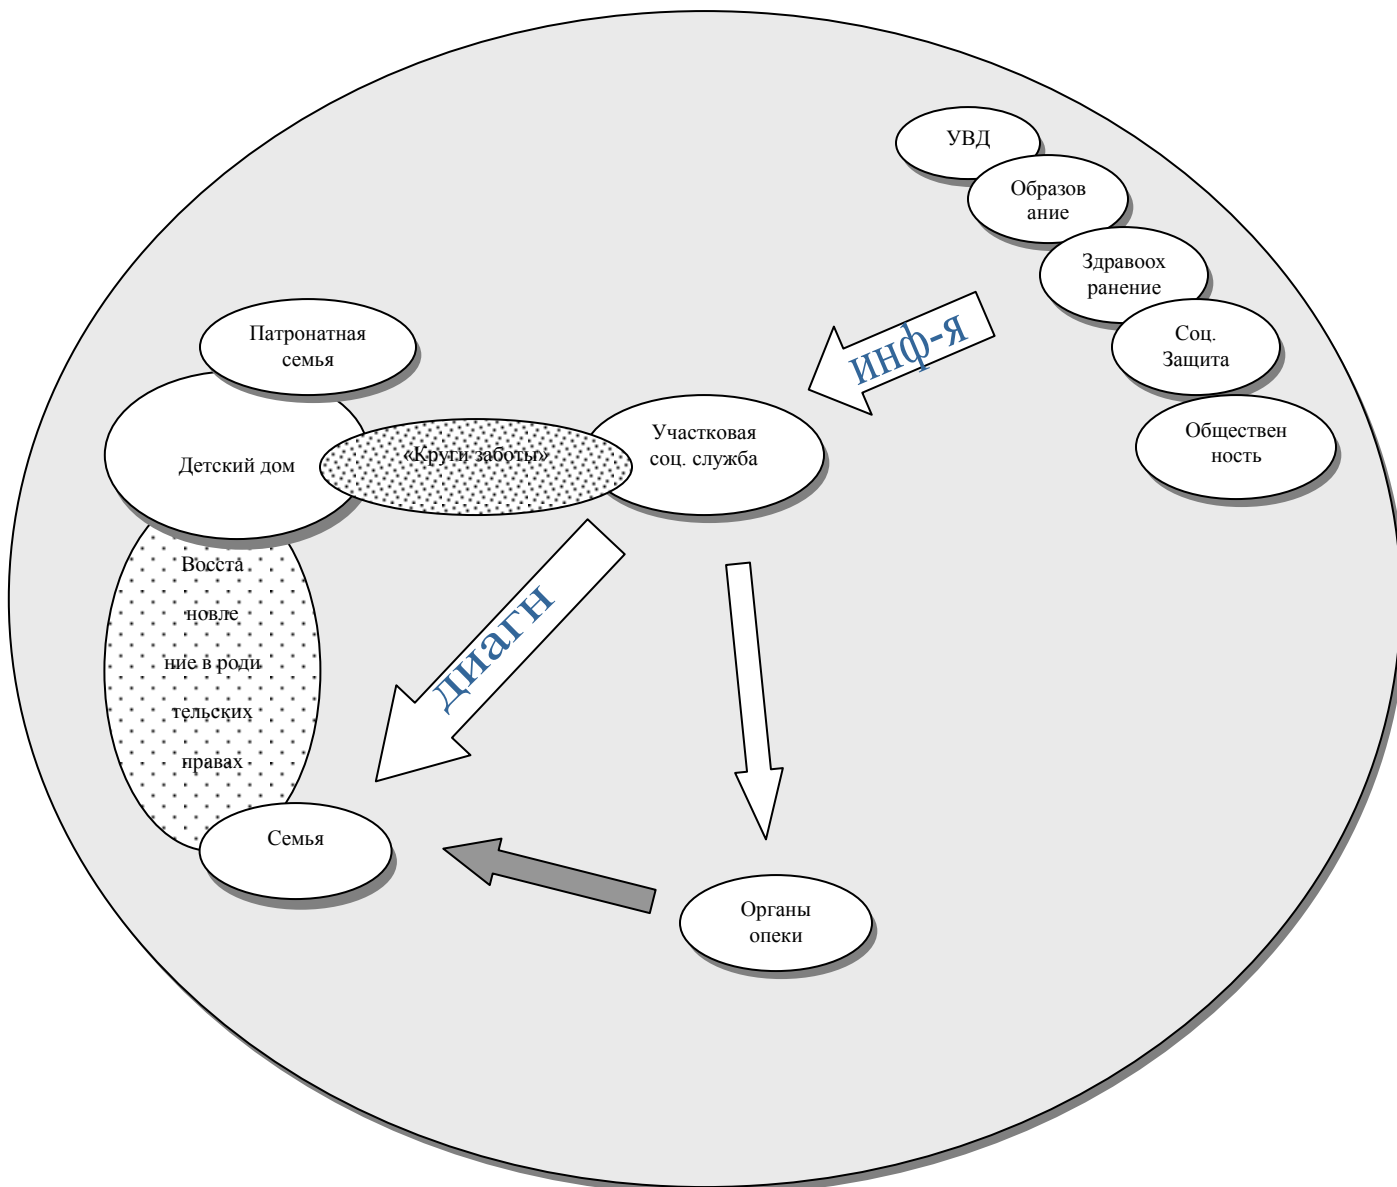 УВД
Образов
ание
Здравоох
ранение
Соц.
Защита
Обществен
ность
инф-я
Патронатная
семья
Детский дом
«Круги заботы»
Участковая
соц. служба
Восста
новле
ние в роди
тельских
правах
диагн
Семья
Органы
опеки